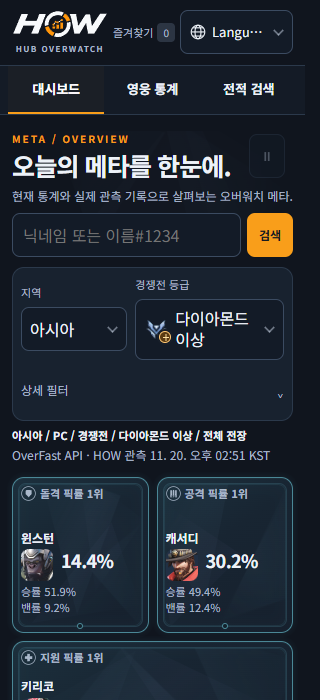 HOW
HUB OVERWATCH
즐겨찾기 0
Langu···
대시보드 영웅 통계 전적 검색
META / OVERVIEW
오늘의 메타를 한눈에.
현재 통계와 실제 관측 기록으로 살펴보는 오버워치 메타.
닉네임 또는 이름#1234 검색
지역 경쟁전 등급
아시아 다이아몬드
이상
상세 필터
아시아 / PC / 경쟁전 / 다이아몬드 이상 / 전체 전장
OverFast API · HOW 관측 11. 20. 오후 02:51 KST
돌격 픽률 1위 공격 픽률 1위
윈스턴 캐서디
14.4% 30.2%
승률 51.9% 승률 49.4%
밴률 9.2% 밴률 12.4%
지원 픽률 1위
키리코